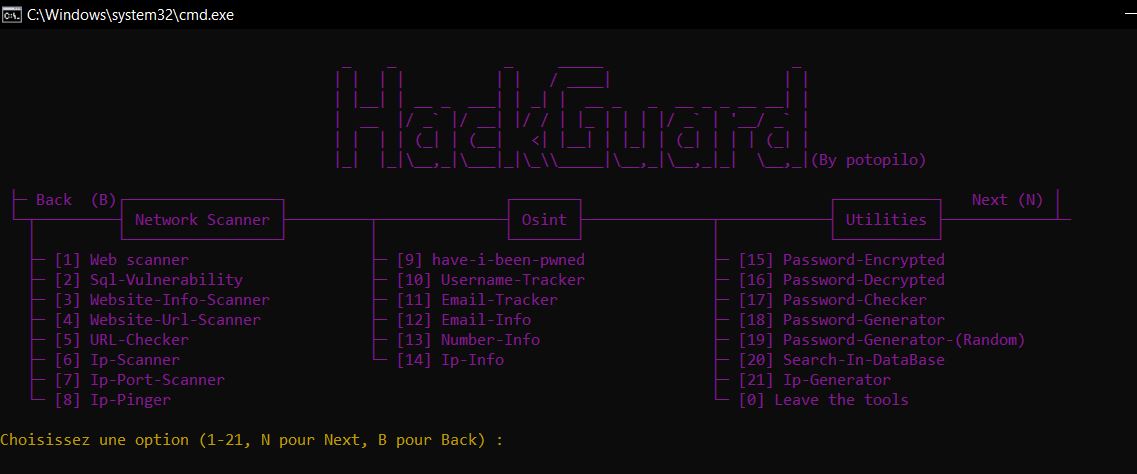 C:\Windows\system32\cmd.exe
HackGuard
(By potopilo)
Back (B)
Next (N)
Network Scanner
Osint
Utilities
[1] Web scanner
[2] Sql-Vulnerability
[3] Website-Info-Scanner
[4] Website-Url-Scanner
[5] URL-Checker
[6] Ip-Scanner
[7] Ip-Port-Scanner
[8] Ip-Pinger
[9] have-i-been-pwned
[10] Username-Tracker
[11] Email-Tracker
[12] Email-Info
[13] Number-Info
[14] Ip-Info
[15] Password-Encrypted
[16] Password-Decrypted
[17] Password-Checker
[18] Password-Generator
[19] Password-Generator-(Random)
[20] Search-In-DataBase
[21] Ip-Generator
[0] Leave the tools
Choisissez une option (1-21, N pour Next, B pour Back) :